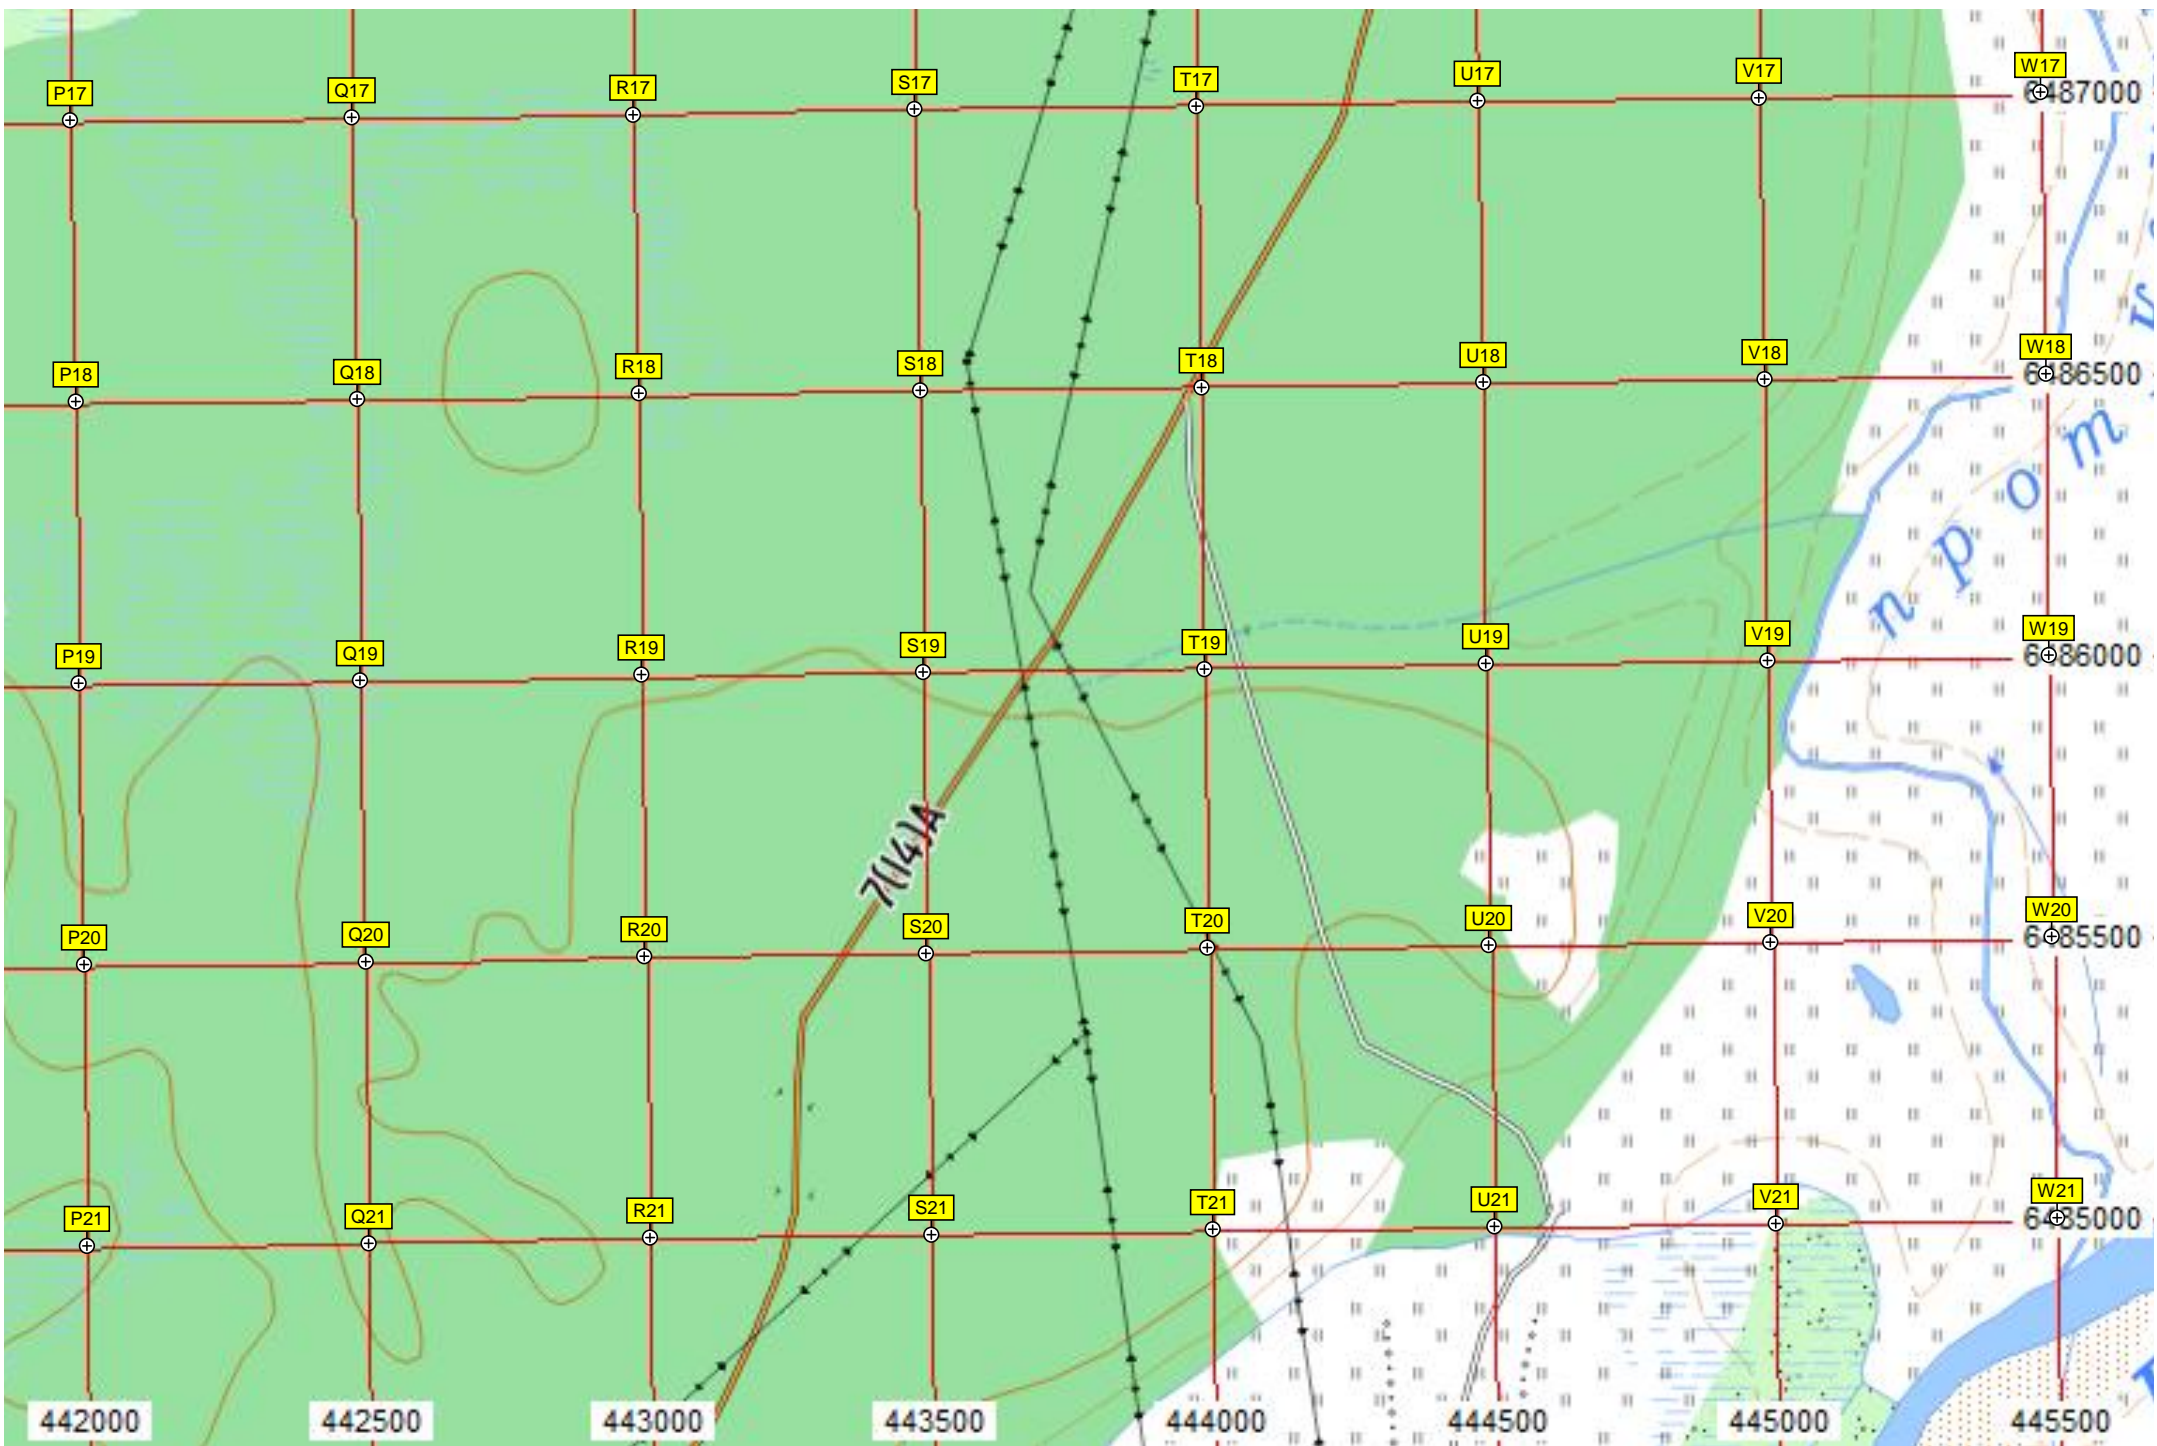 P17 Q17 R17 S17 T17 U17 V17 W17
6487000
P18 Q18 R18 S18 T18 U18 V18 W18
6486500
п р о т
7(14)А
P19 Q19 R19 S19 T19 U19 V19 W19
6486000
P20 Q20 R20 S20 T20 U20 V20 W20
6485500
P21 Q21 R21 S21 T21 U21 V21 W21
6485000
442000 442500 443000 443500 444000 444500 445000 445500